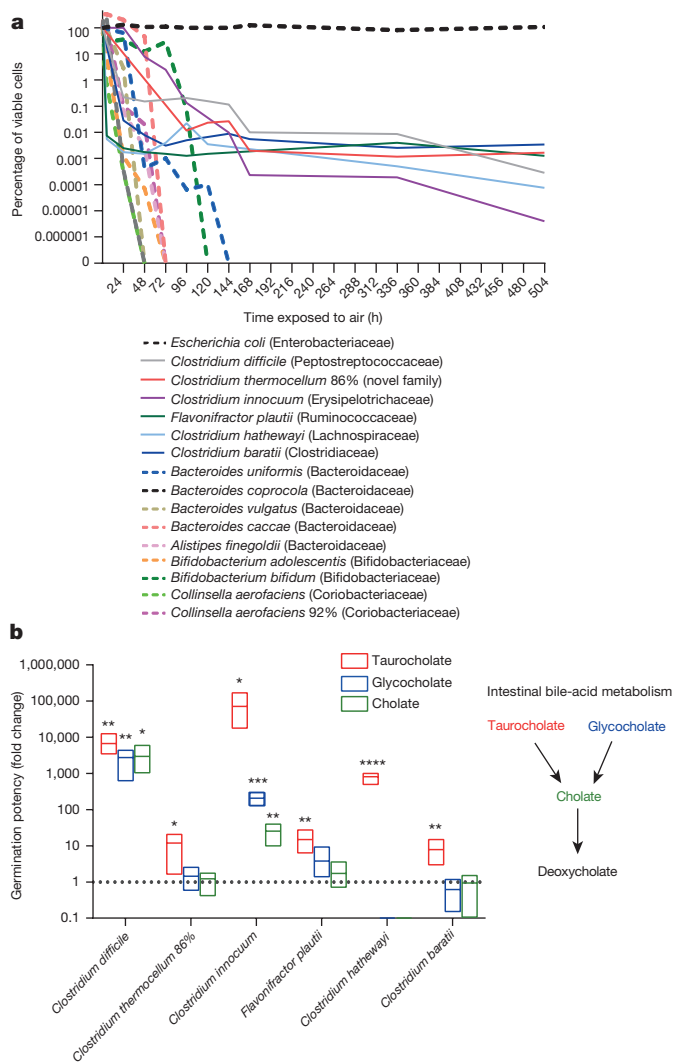 a
100
10
1
0.1
0.01
0.001
0.0001
0.00001
0.000001
0
Percentage of viable cells
24 48 72 96 120 144 168 192 216 240 264 288 312 336 360 384 408 432 456 480 504
Time exposed to air (h)
Escherichia coli (Enterobacteriaceae)
Clostridium difficile (Peptostreptococcaceae)
Clostridium thermocellum 86% (novel family)
Clostridium innocuum (Erysipelotrichaceae)
Flavonifractor plautii (Ruminococcaceae)
Clostridium hathewayi (Lachnospiraceae)
Clostridium baratii (Clostridiaceae)
Bacteroides uniformis (Bacteroidaceae)
Bacteroides coprocola (Bacteroidaceae)
Bacteroides vulgatus (Bacteroidaceae)
Bacteroides caccae (Bacteroidaceae)
Alistipes finegoldii (Bacteroidaceae)
Bifidobacterium adolescentis (Bifidobacteriaceae)
Bifidobacterium bifidum (Bifidobacteriaceae)
Collinsella aerofaciens (Coriobacteriaceae)
Collinsella aerofaciens 92% (Coriobacteriaceae)
b
1,000,000
100,000
10,000
1,000
100
10
1
0.1
Germination potency (fold change)
Taurocholate
Glycocholate
Cholate
** ** *
*
* *** **
**
****
**
Clostridium difficile
Clostridium thermocellum 86%
Clostridium innocuum
Flavonifractor plautii
Clostridium hathewayi
Clostridium baratii
Intestinal bile-acid metabolism
Taurocholate Glycocholate
Cholate
Deoxycholate